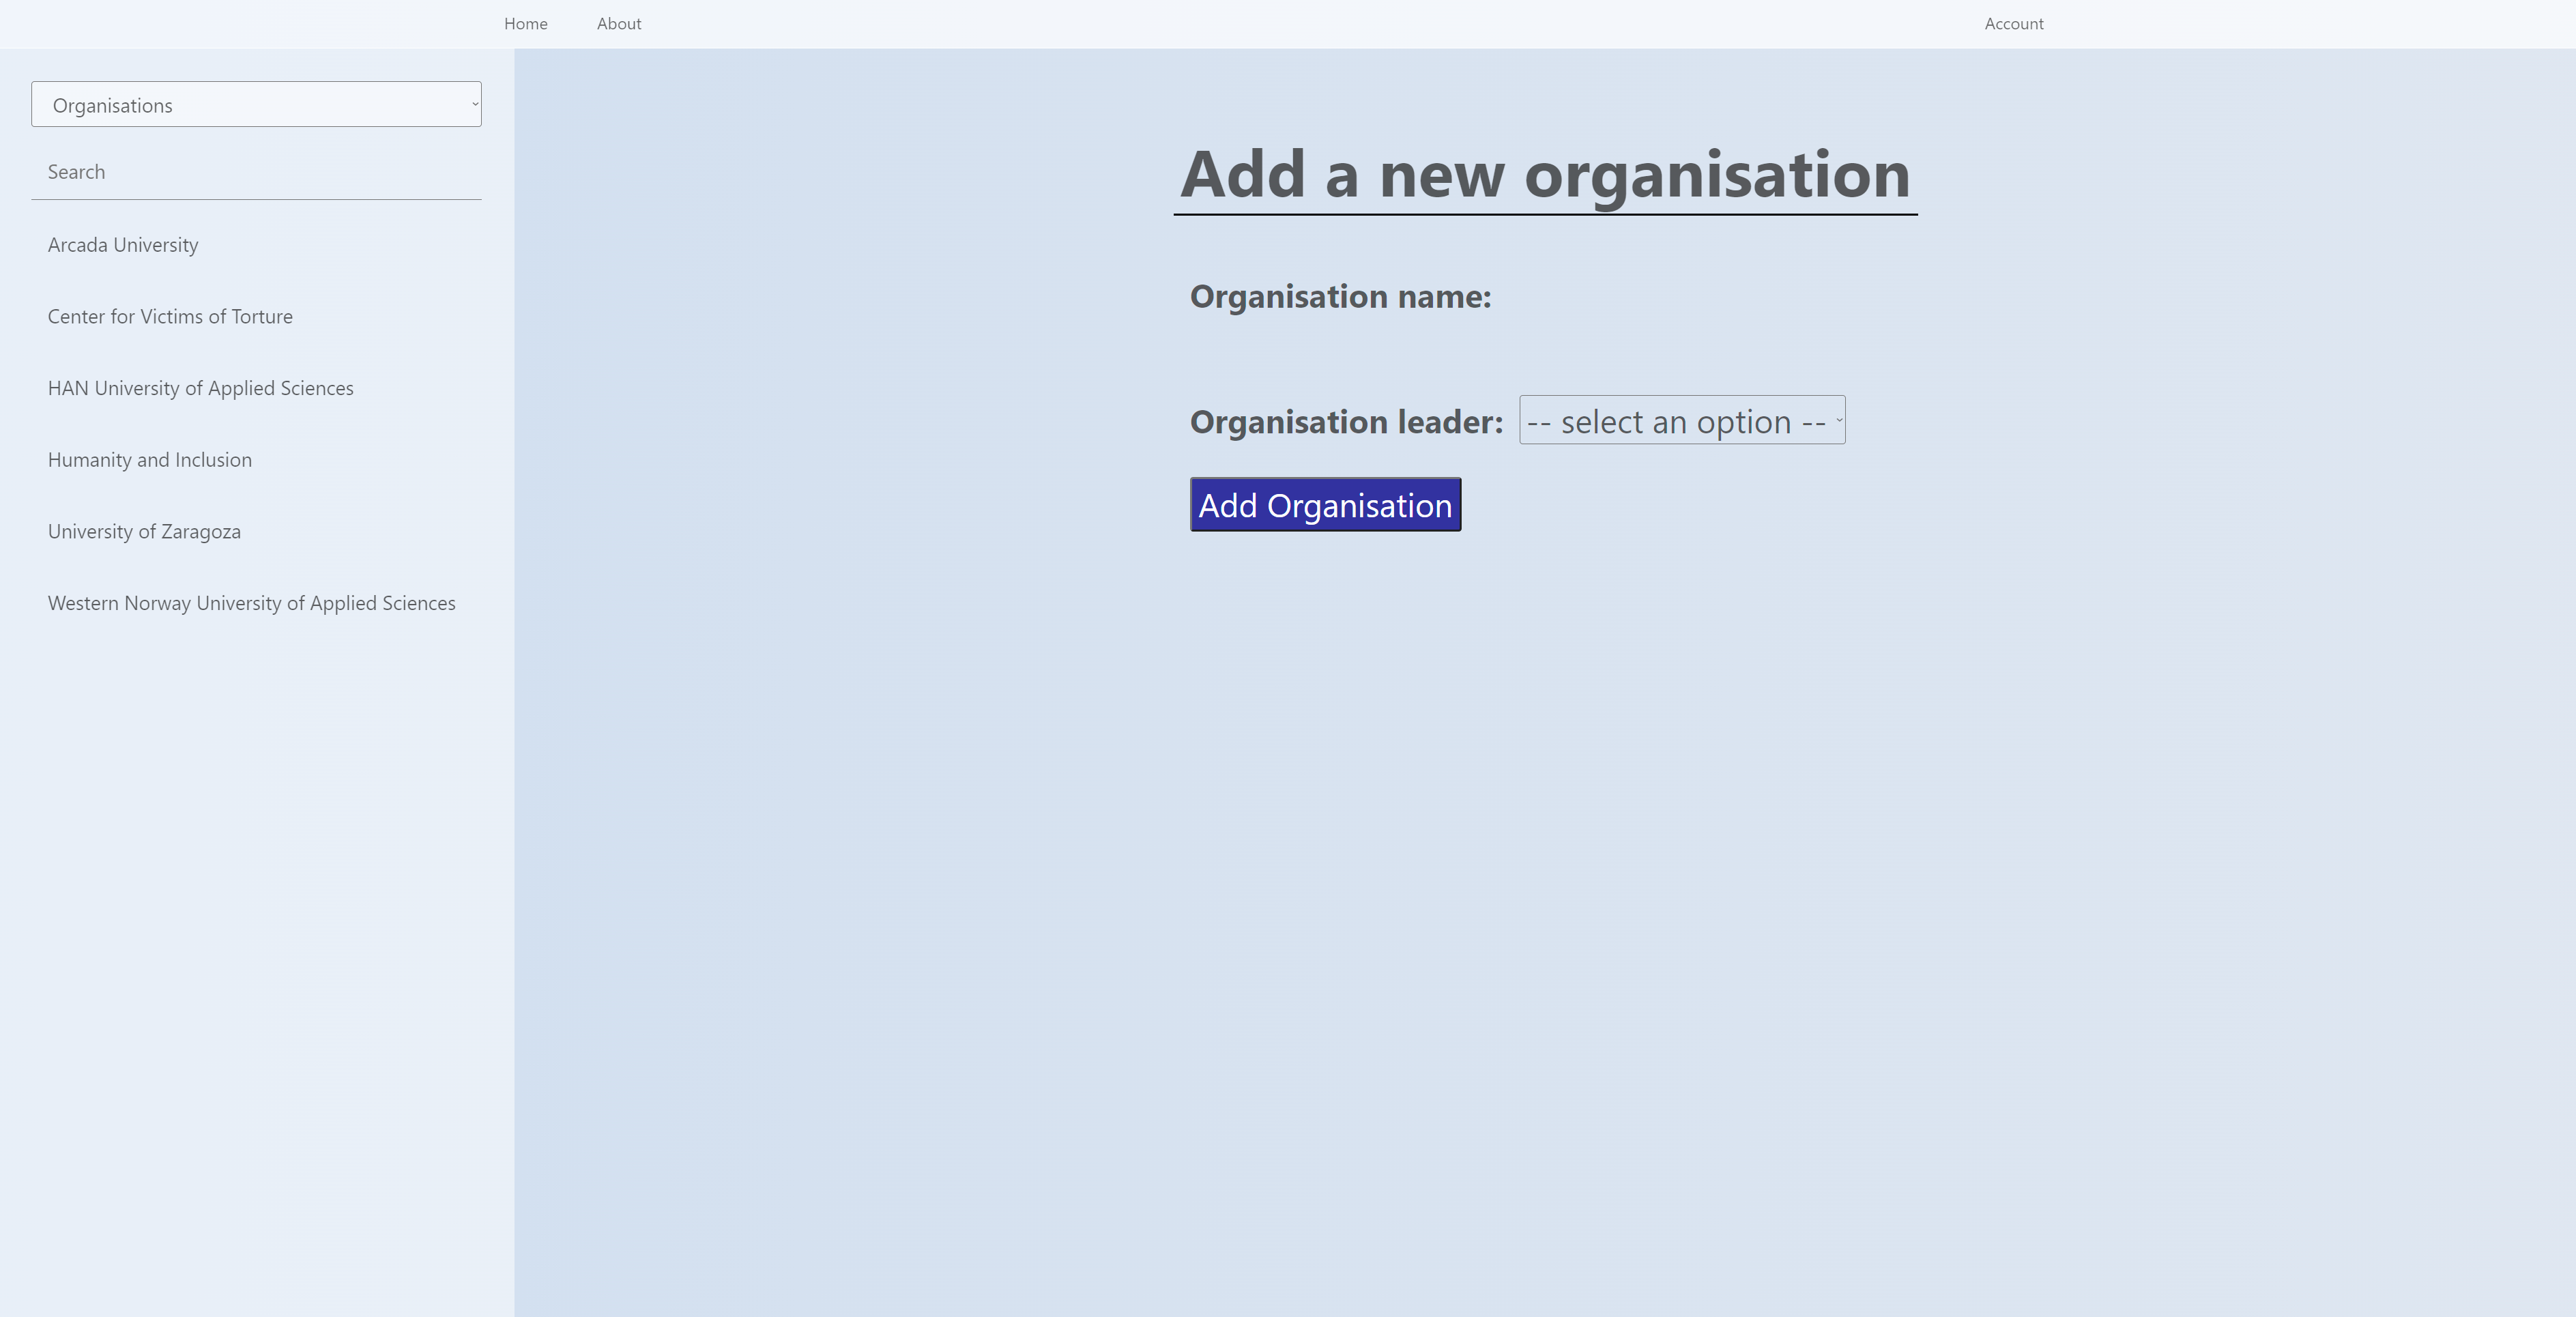 Home About Account
Organisations
Search
Arcada University
Center for Victims of Torture
HAN University of Applied Sciences
Humanity and Inclusion
University of Zaragoza
Western Norway University of Applied Sciences
Add a new organisation
Organisation name:
Organisation leader: -- select an option --
Add Organisation